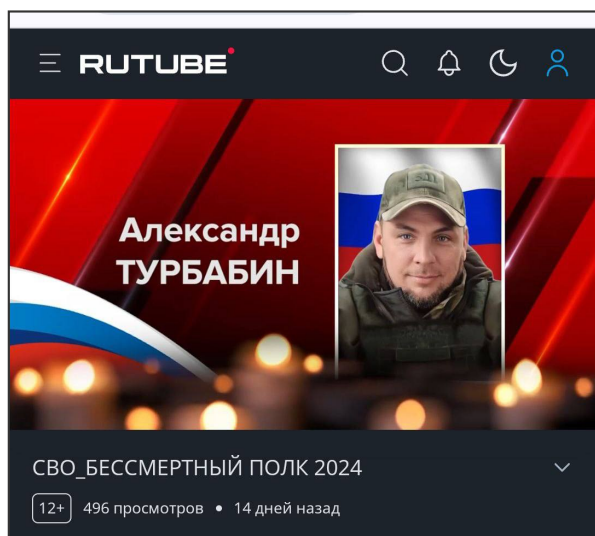 RUTUBE
Александр
ТУРБАБИН
СВО_БЕССМЕРТНЫЙ ПОЛК 2024
12+ 496 просмотров • 14 дней назад